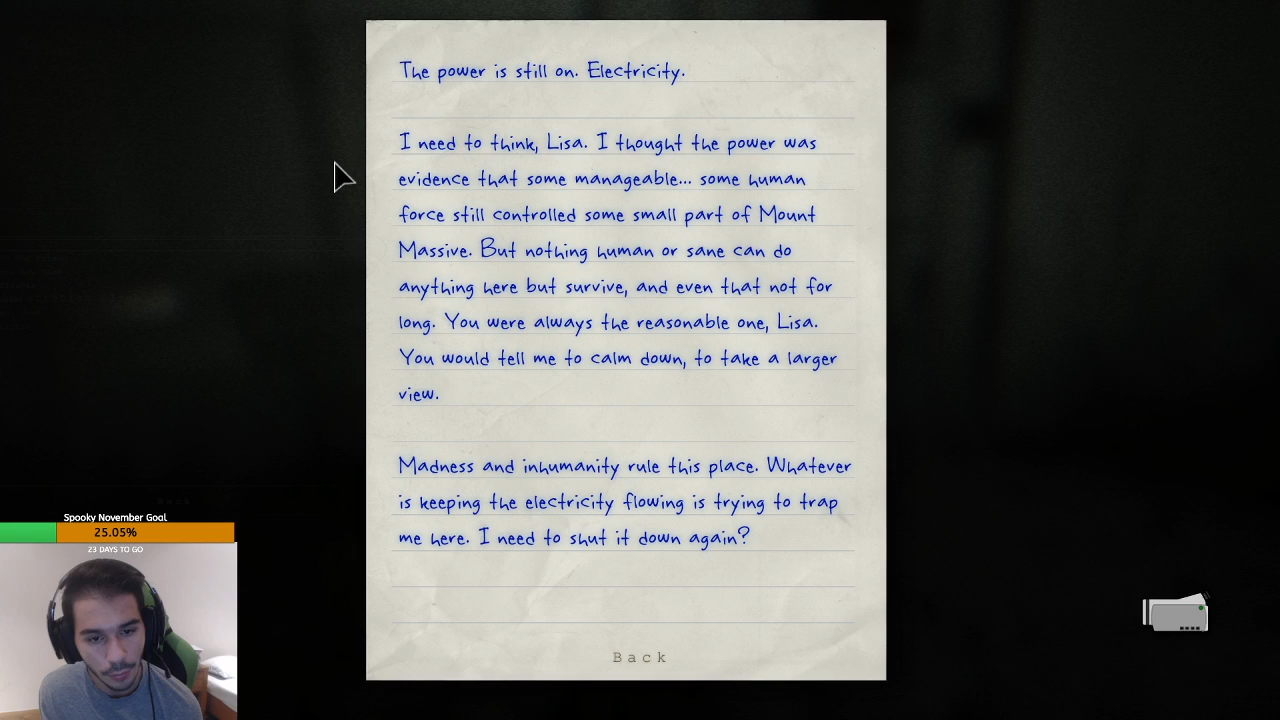 The power is still on. Electricity.
I need to think, Lisa. I thought the power was
evidence that some manageable... some human
force still controlled some small part of Mount
Massive. But nothing human or sane can do
anything here but survive, and even that not for
long. You were always the reasonable one, Lisa.
You would tell me to calm down, to take a larger
view.
Madness and inhumanity rule this place. Whatever
is keeping the electricity flowing is trying to trap
me here. I need to shut it down again?
Back
Spooky November Goal
25.05%
23 DAYS TO GO